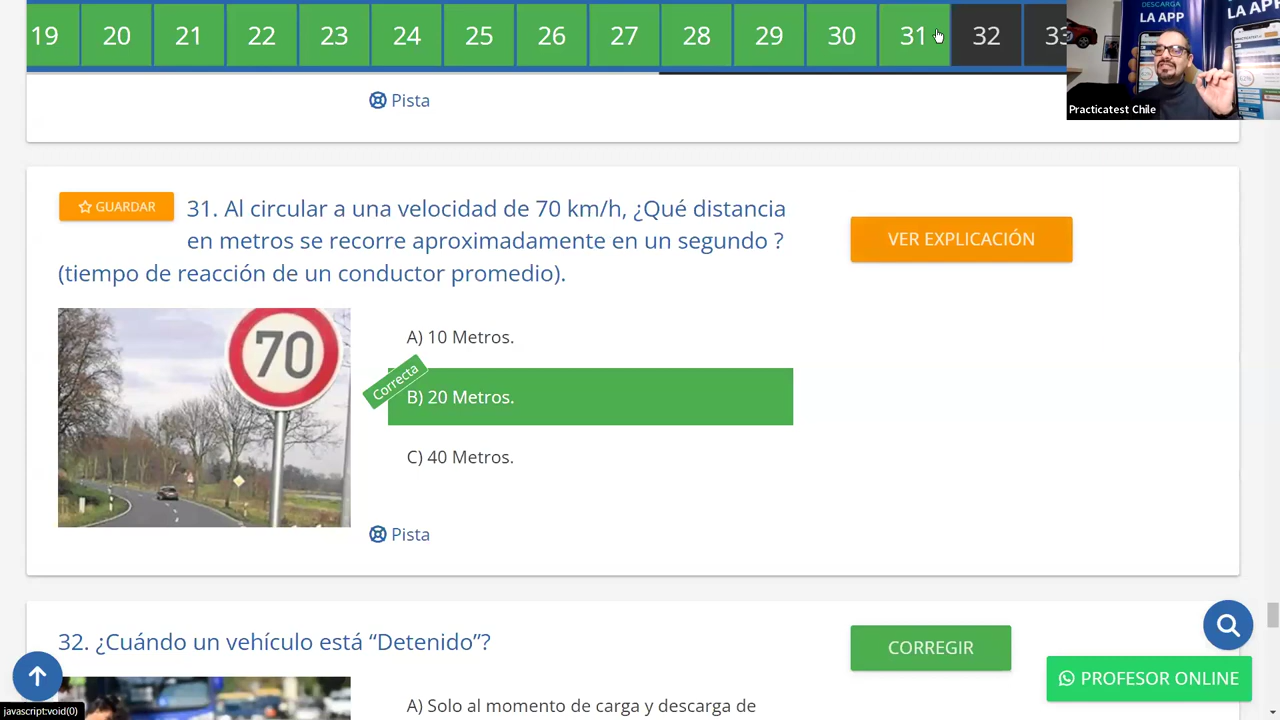 19 20 21 22 23 24 25 26 27 28 29 30 31 32 33
DESCARGA
LA APP
LA APP
Practicatest Chile
Pista
GUARDAR
31. Al circular a una velocidad de 70 km/h, ¿Qué distancia
en metros se recorre aproximadamente en un segundo ?
(tiempo de reacción de un conductor promedio).
VER EXPLICACIÓN
70
A) 10 Metros.
Correcta
B) 20 Metros.
C) 40 Metros.
Pista
32. ¿Cuándo un vehículo está “Detenido”?
CORREGIR
PROFESOR ONLINE
A) Solo al momento de carga y descarga de
javascript:void(0)